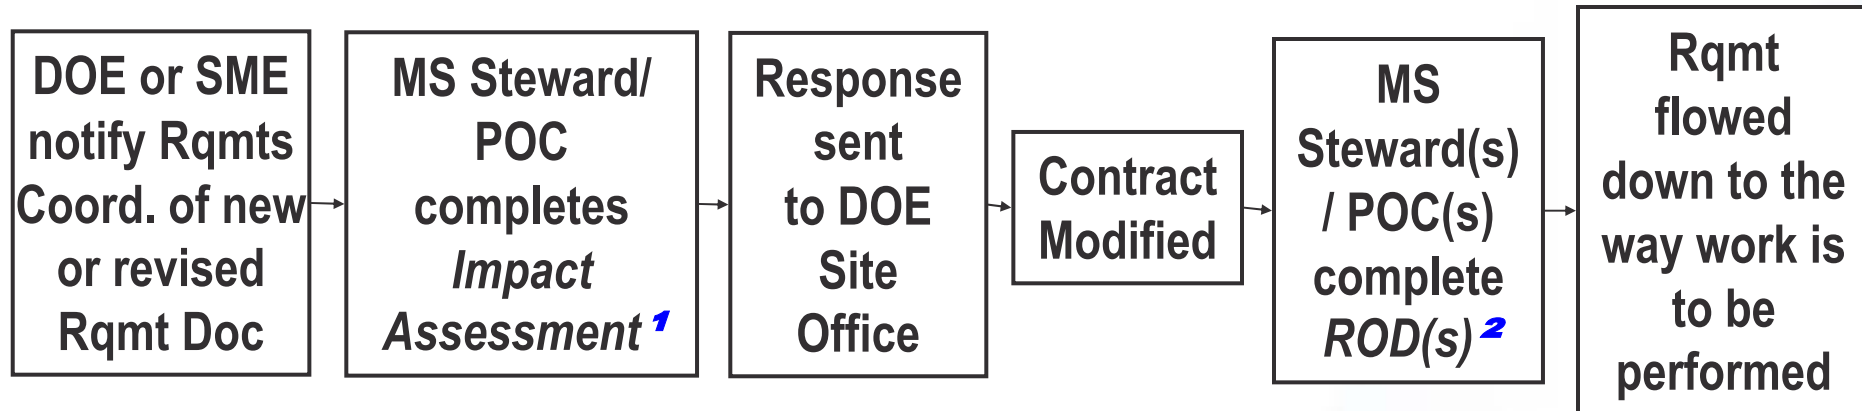 DOE or SME
notify Rqmts
Coord. of new
or revised
Rqmt Doc
MS Steward/
POC
completes
Impact
Assessment 1
Response
sent
to DOE
Site
Office
Contract
Modified
MS
Steward(s)
/ POC(s)
complete
ROD(s) 2
Rqmt
flowed
down to the
way work is
to be
performed